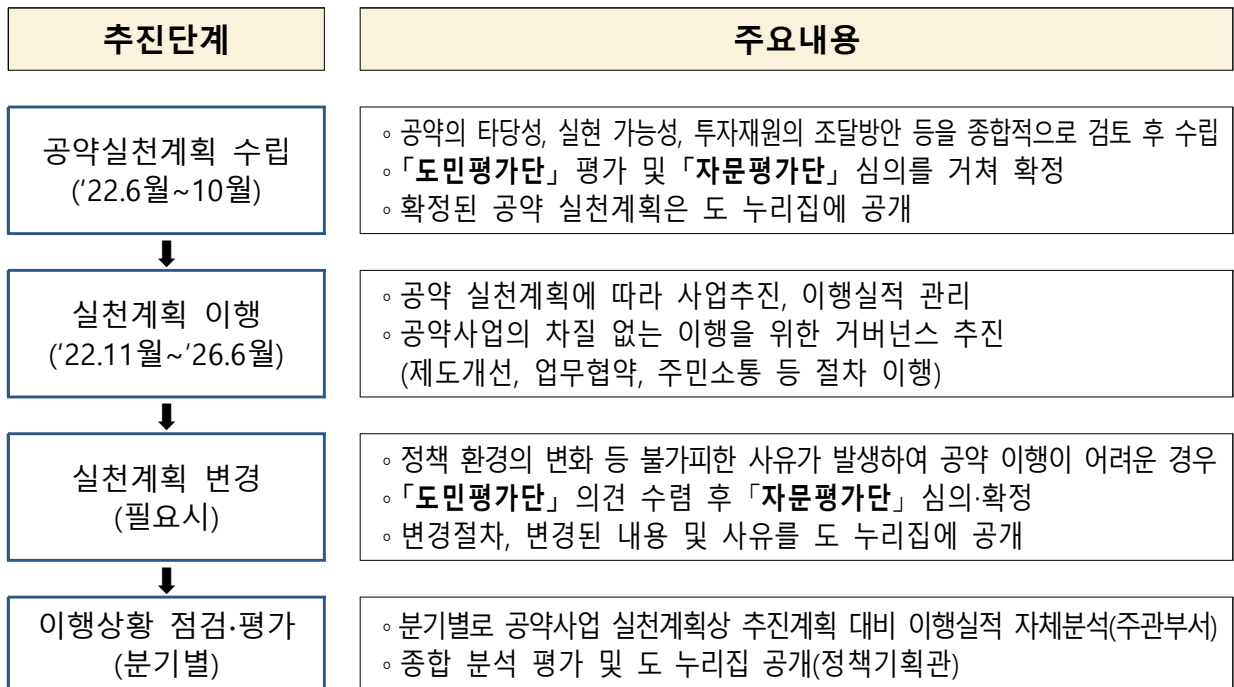 추진단계
주요내용
공약실천계획 수립
('22.6월~10월)
◦ 공약의 타당성, 실현 가능성, 투자재원의 조달방안 등을 종합적으로 검토 후 수립
◦ 「도민평가단」 평가 및 「자문평가단」 심의를 거쳐 확정
◦ 확정된 공약 실천계획은 도 누리집에 공개
실천계획 이행
('22.11월~'26.6월)
◦ 공약 실천계획에 따라 사업추진, 이행실적 관리
◦ 공약사업의 차질 없는 이행을 위한 거버넌스 추진
(제도개선, 업무협약, 주민소통 등 절차 이행)
실천계획 변경
(필요시)
◦ 정책 환경의 변화 등 불가피한 사유가 발생하여 공약 이행이 어려운 경우
◦ 「도민평가단」 의견 수렴 후 「자문평가단」 심의·확정
◦ 변경절차, 변경된 내용 및 사유를 도 누리집에 공개
이행상황 점검·평가
(분기별)
◦ 분기별로 공약사업 실천계획상 추진계획 대비 이행실적 자체분석(주관부서)
◦ 종합 분석 평가 및 도 누리집 공개(정책기획관)